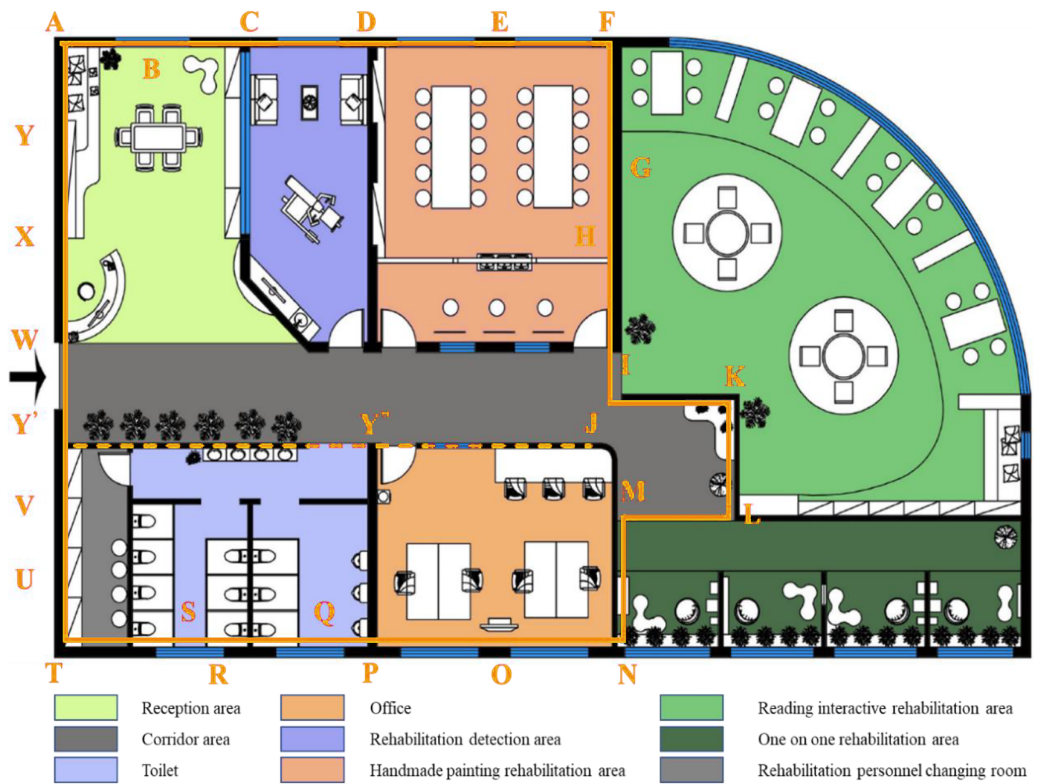 A C D E F
B
Y
G
X
H
W
I
K
Y' Y'' J
V
M
L
U
S Q
T R P O N
Reception area Office Reading interactive rehabilitation area
Corridor area Rehabilitation detection area One on one rehabilitation area
Toilet Handmade painting rehabilitation area Rehabilitation personnel changing room